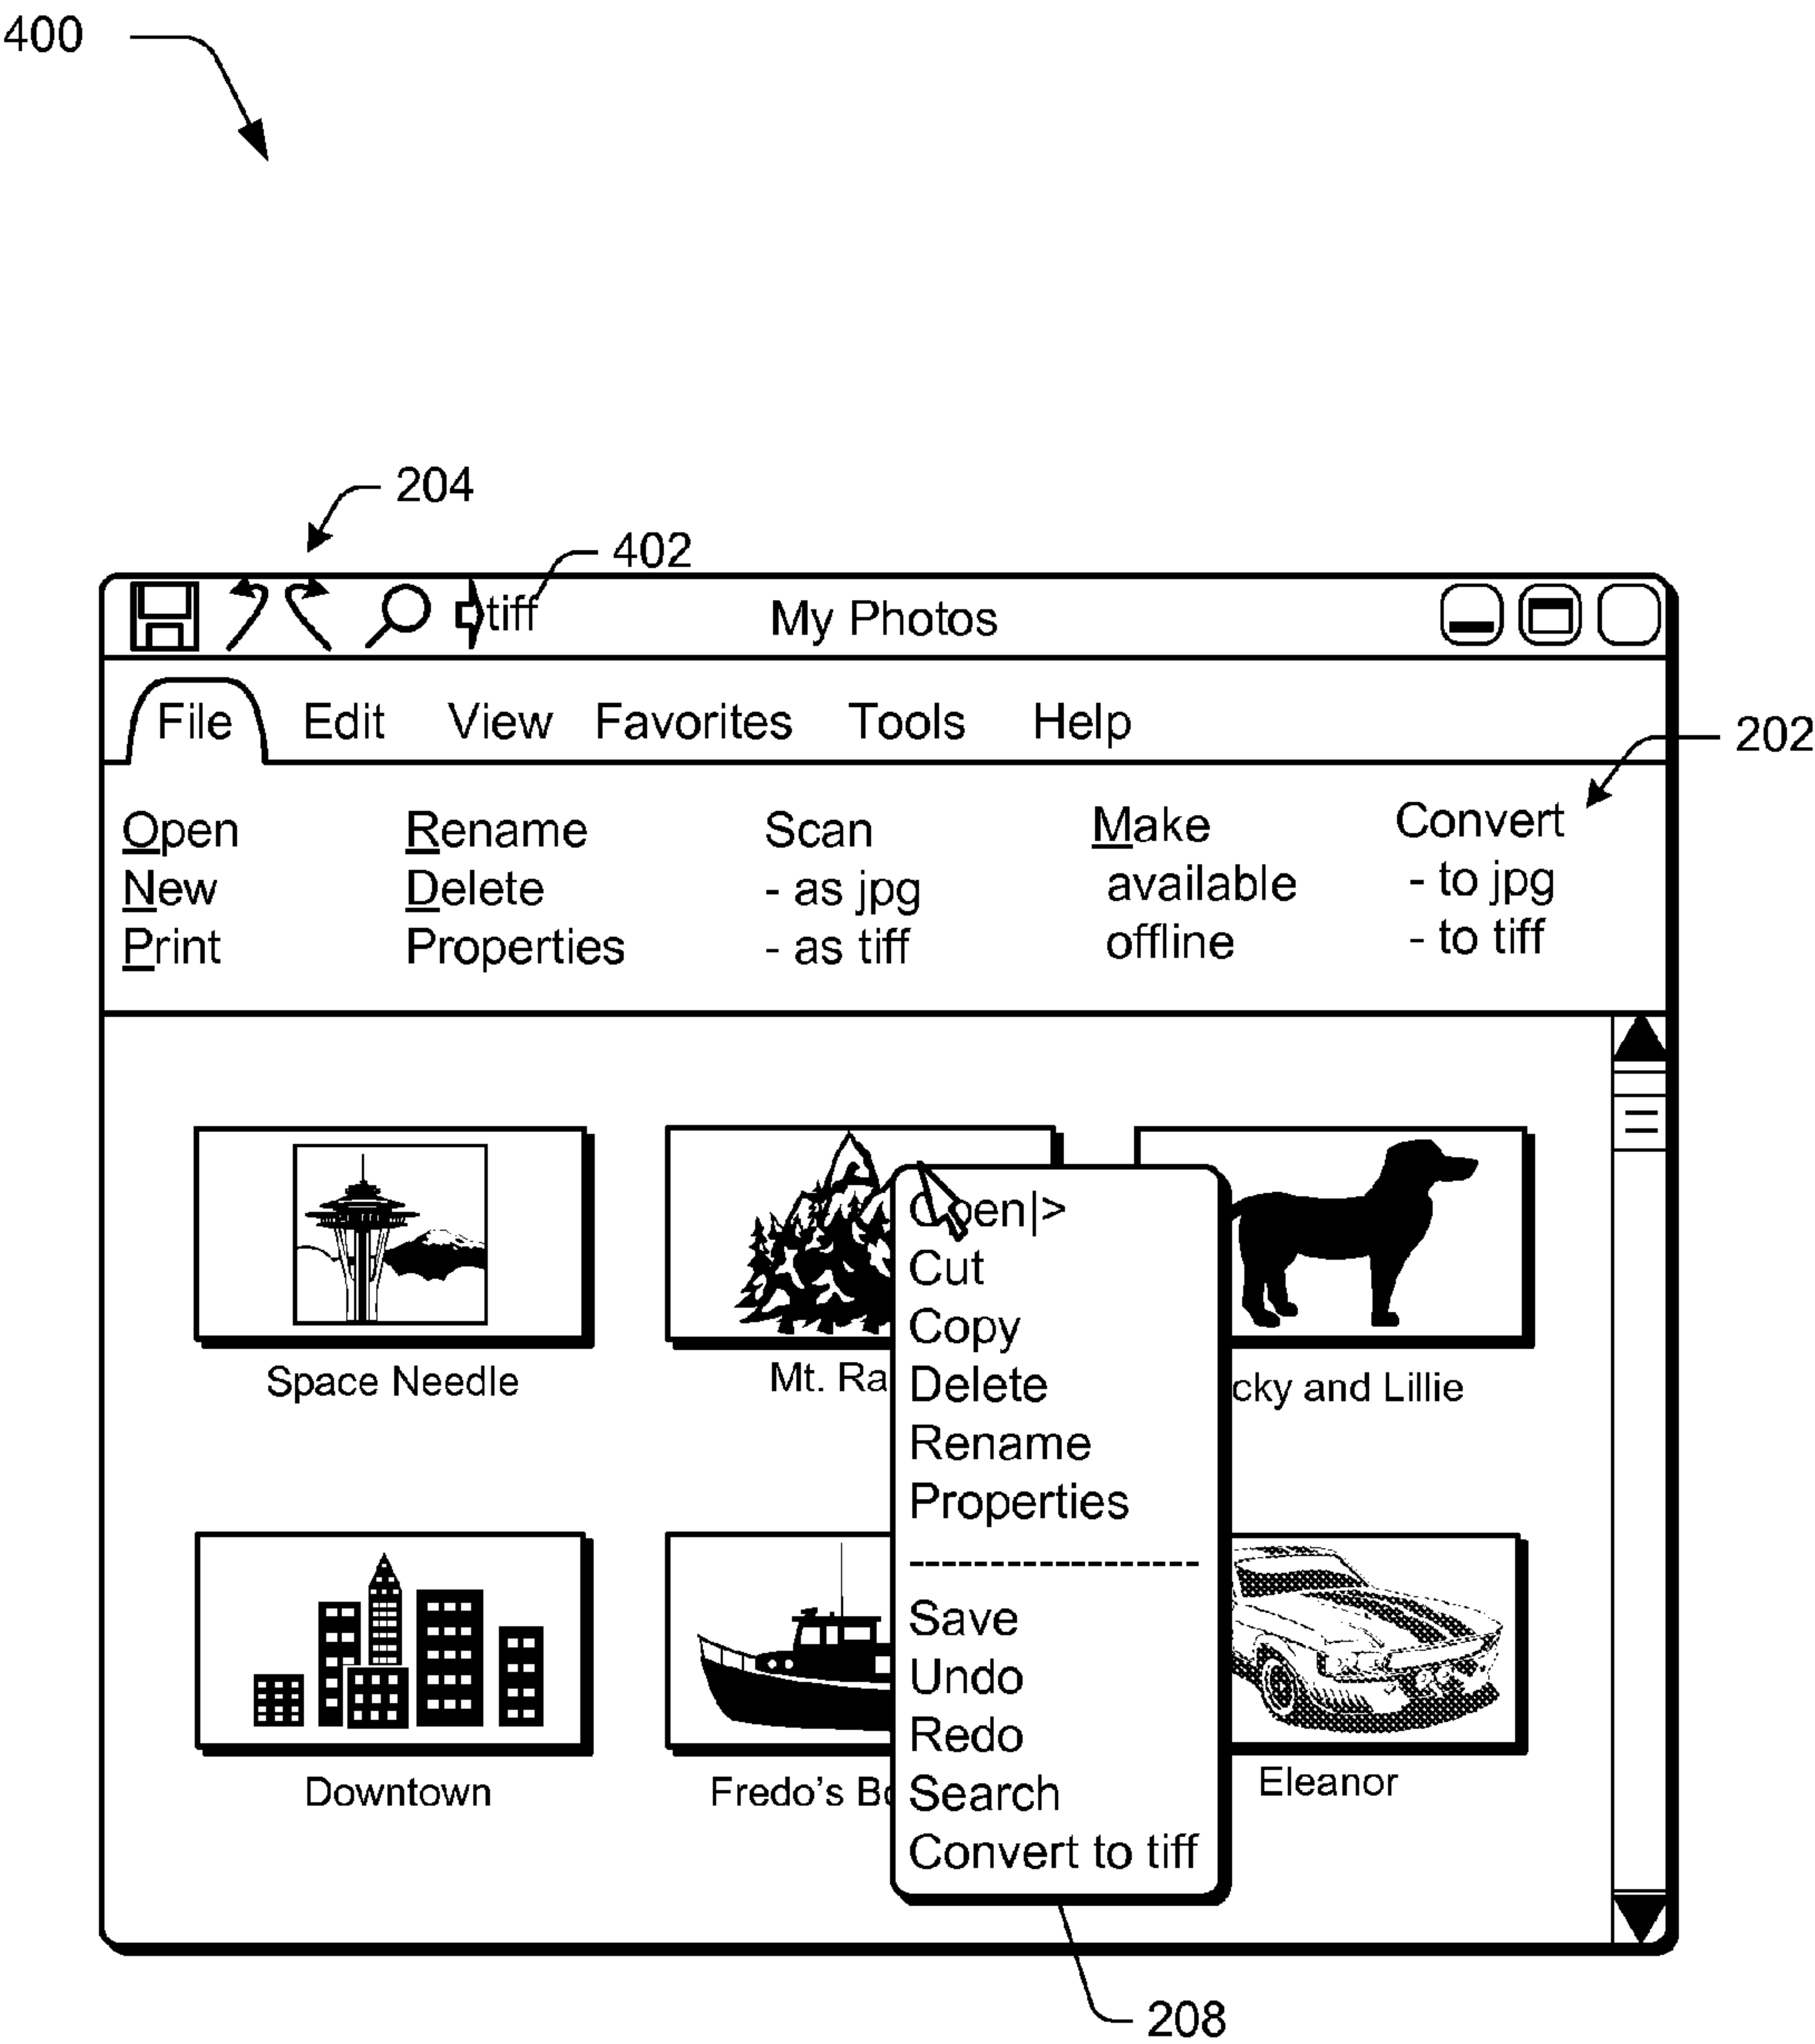 400
204
402
tiff
My Photos
File Edit View Favorites Tools Help
202
Open Rename Scan Make Convert
New Delete - as jpg available - to jpg
Print Properties - as tiff offline - to tiff
Open|>
Cut
Copy
Delete
Rename
Properties
-------------------
Save
Undo
Redo
Search
Convert to tiff
Space Needle
Mt. Ra
cky and Lillie
Downtown
Fredo's Bo
Eleanor
208